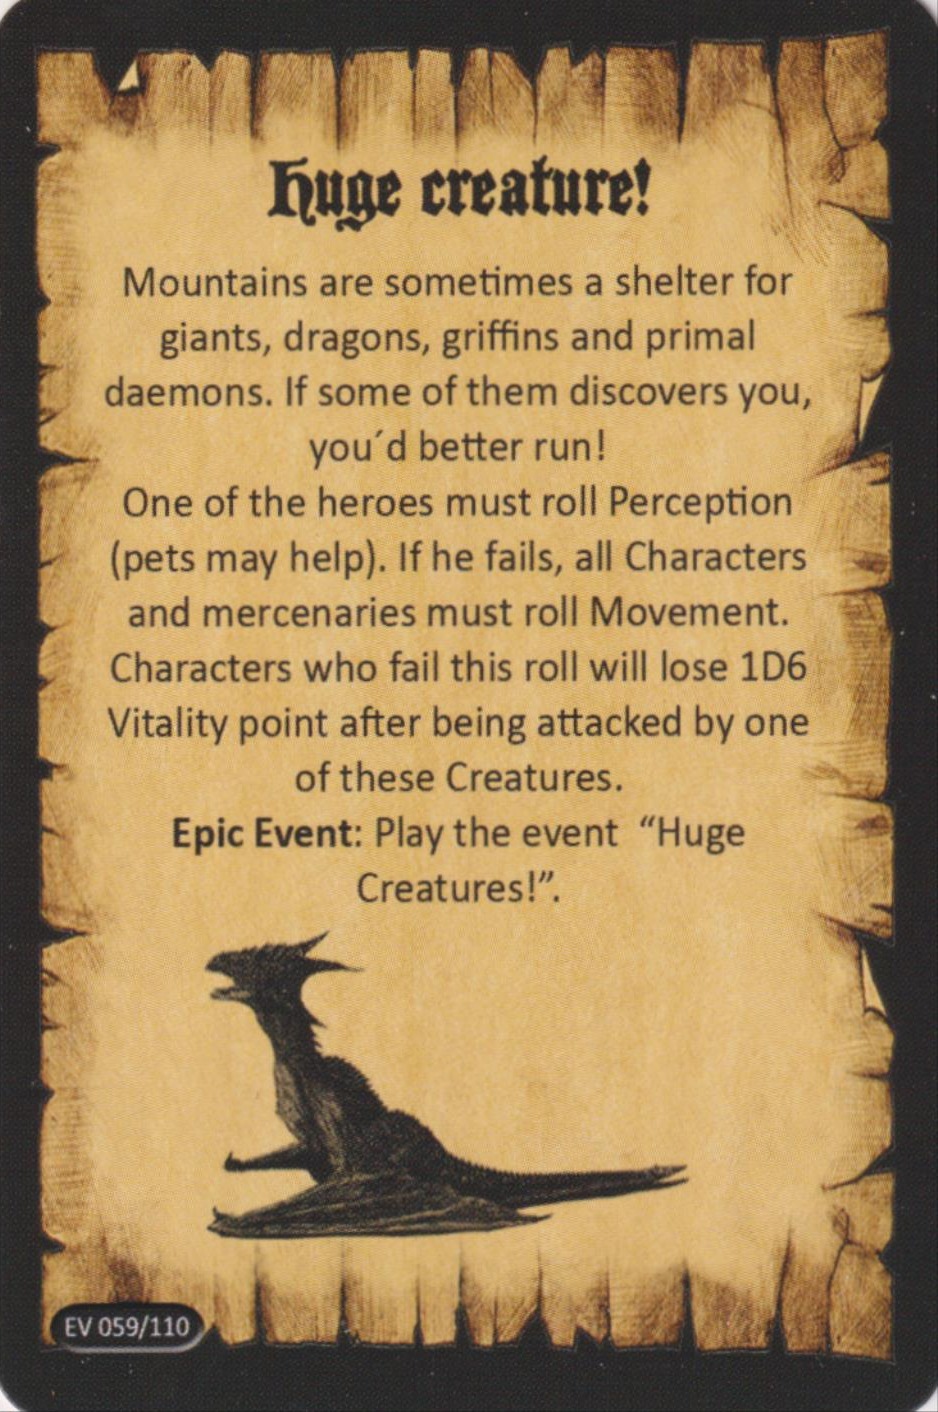 Huge creature!
Mountains are sometimes a shelter for
giants, dragons, griffins and primal
daemons. If some of them discovers you,
you´d better run!
One of the heroes must roll Perception
(pets may help). If he fails, all Characters
and mercenaries must roll Movement.
Characters who fail this roll will lose 1D6
Vitality point after being attacked by one
of these Creatures.
Epic Event: Play the event “Huge
Creatures!”.
EV 059/110